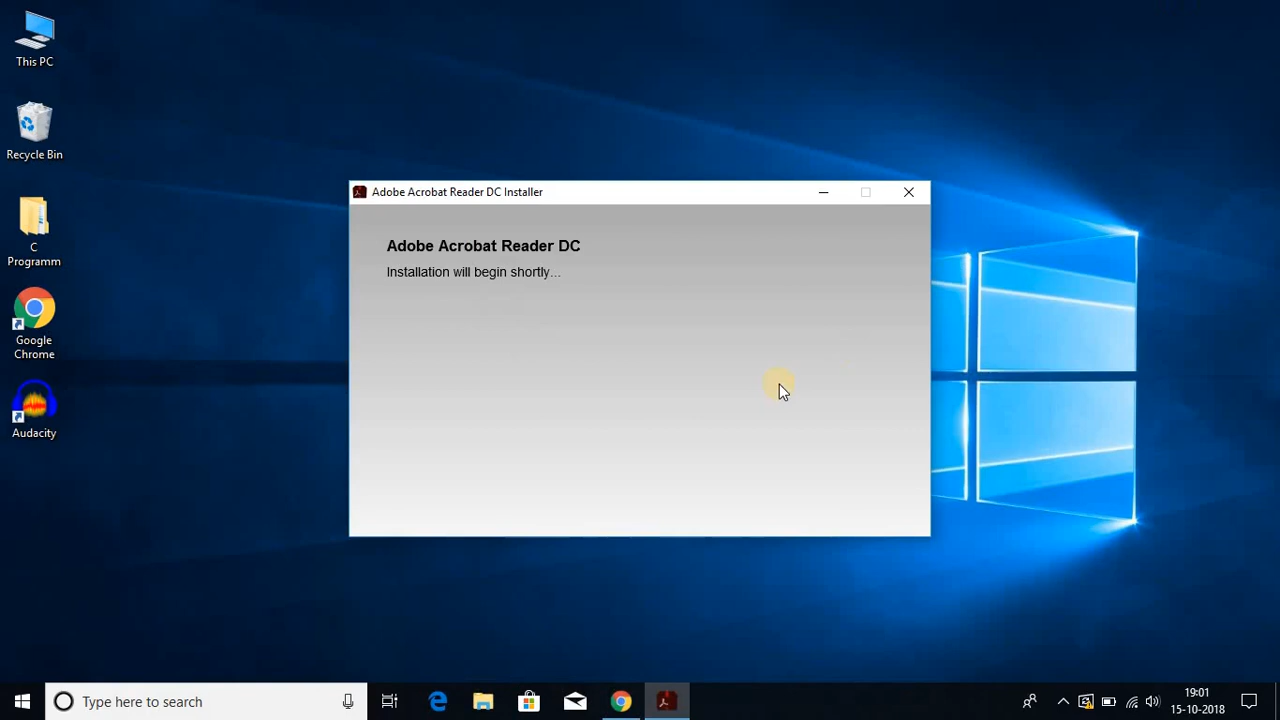 This PC
Recycle Bin
C
Programm
Google
Chrome
Audacity
Adobe Acrobat Reader DC Installer
Adobe Acrobat Reader DC
Installation will begin shortly...
Type here to search
19:01
15-10-2018